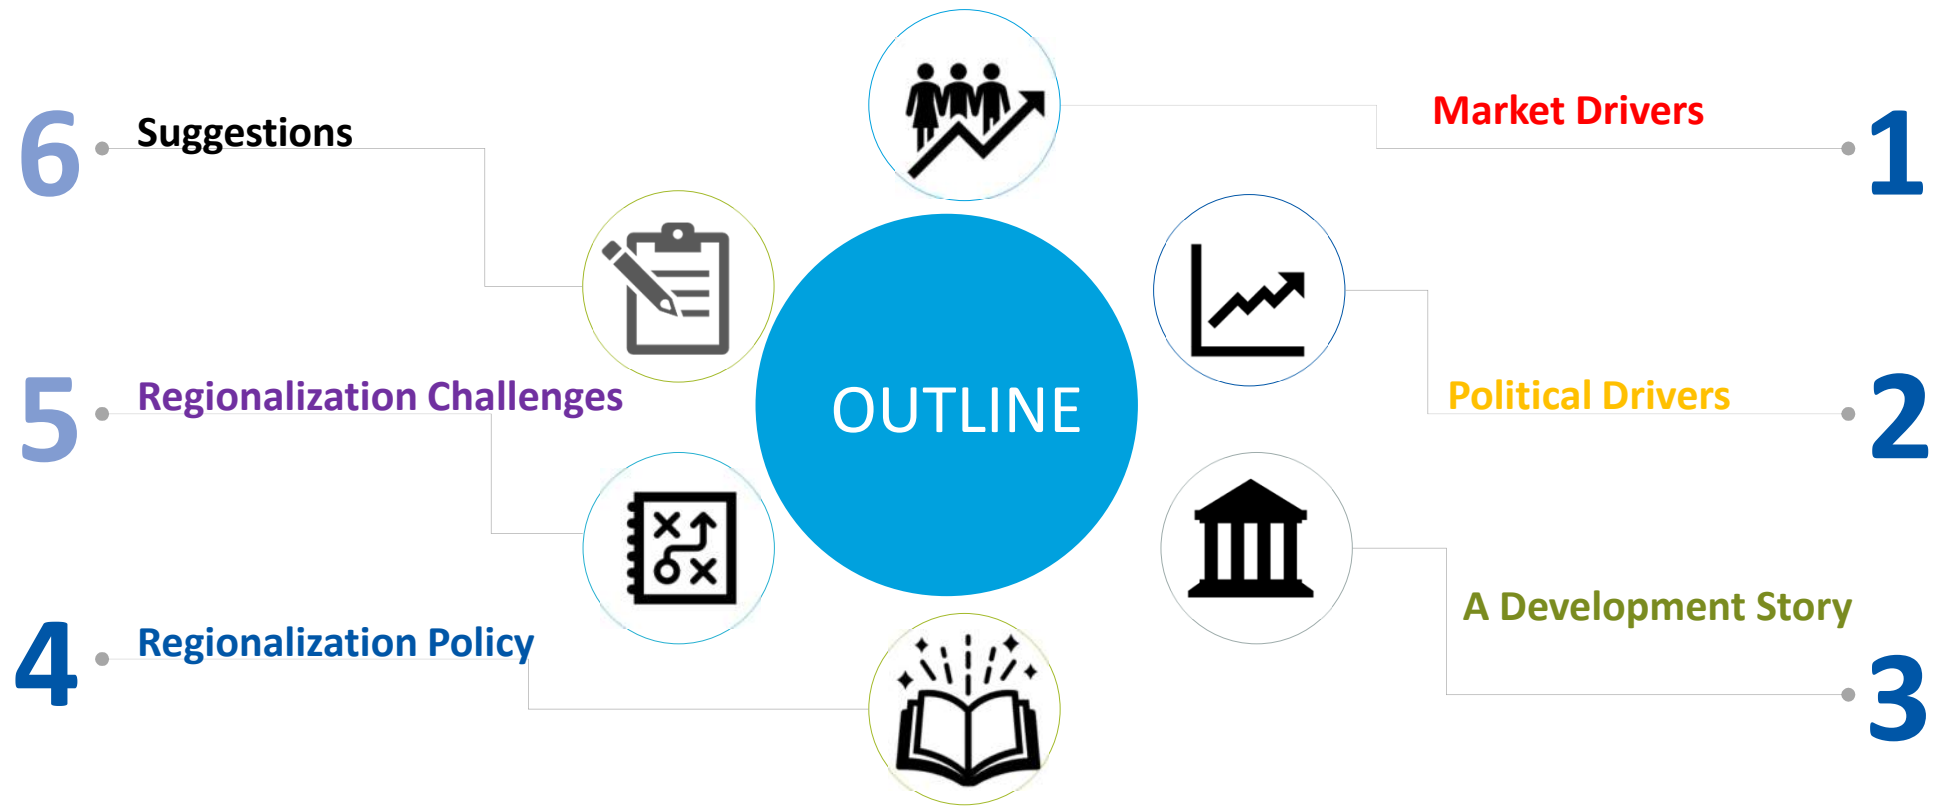 OUTLINE
Market Drivers
1
Political Drivers
2
A Development Story
3
Regionalization Policy
4
Regionalization Challenges
5
Suggestions
6